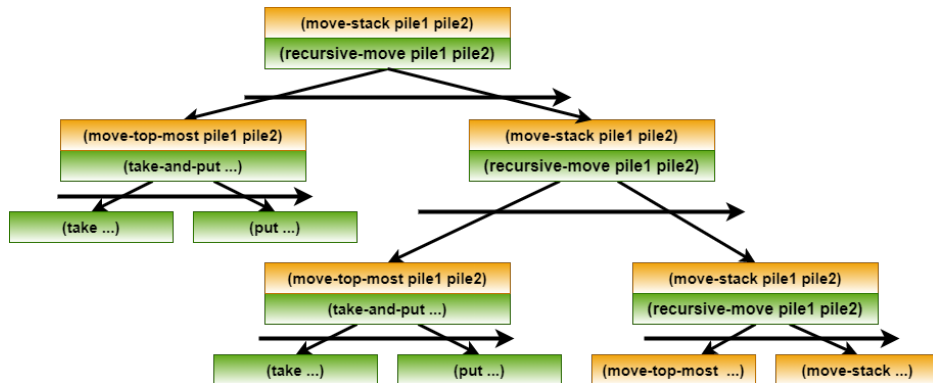 (move-stack pile1 pile2)
(recursive-move pile1 pile2)
(move-top-most pile1 pile2)
(take-and-put ...)
(move-stack pile1 pile2)
(recursive-move pile1 pile2)
(take ...)
(put ...)
(move-top-most pile1 pile2)
(take-and-put ...)
(move-stack pile1 pile2)
(recursive-move pile1 pile2)
(take ...)
(put ...)
(move-top-most ...)
(move-stack ...)